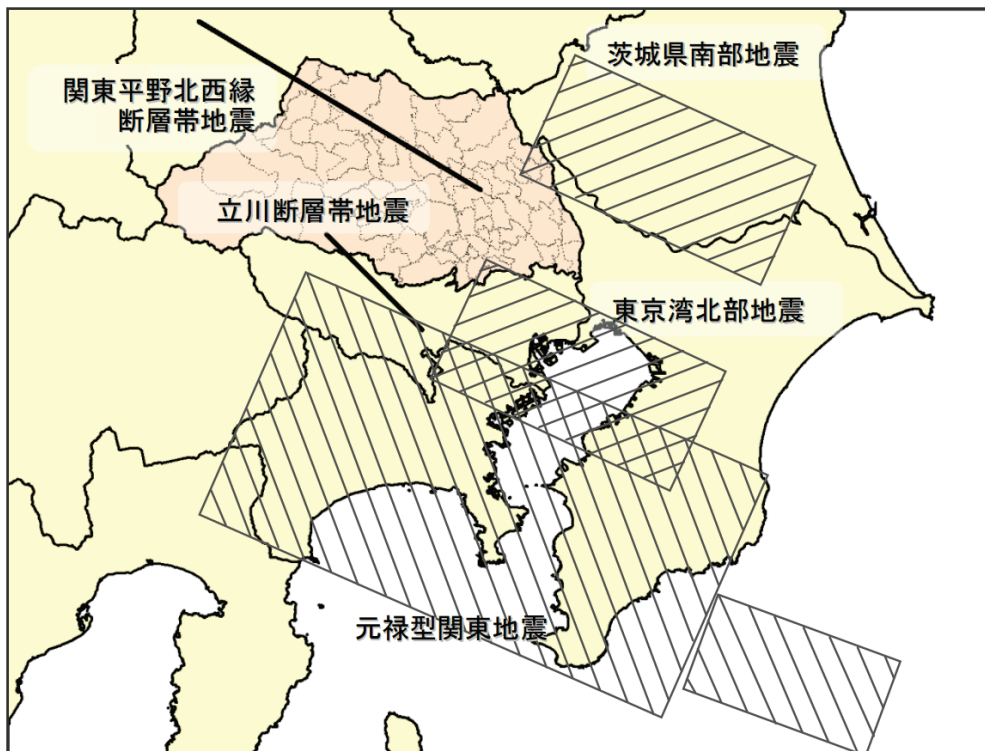 茨城県南部地震
関東平野北西縁
断層帯地震
立川断層帯地震
東京湾北部地震
元禄型関東地震